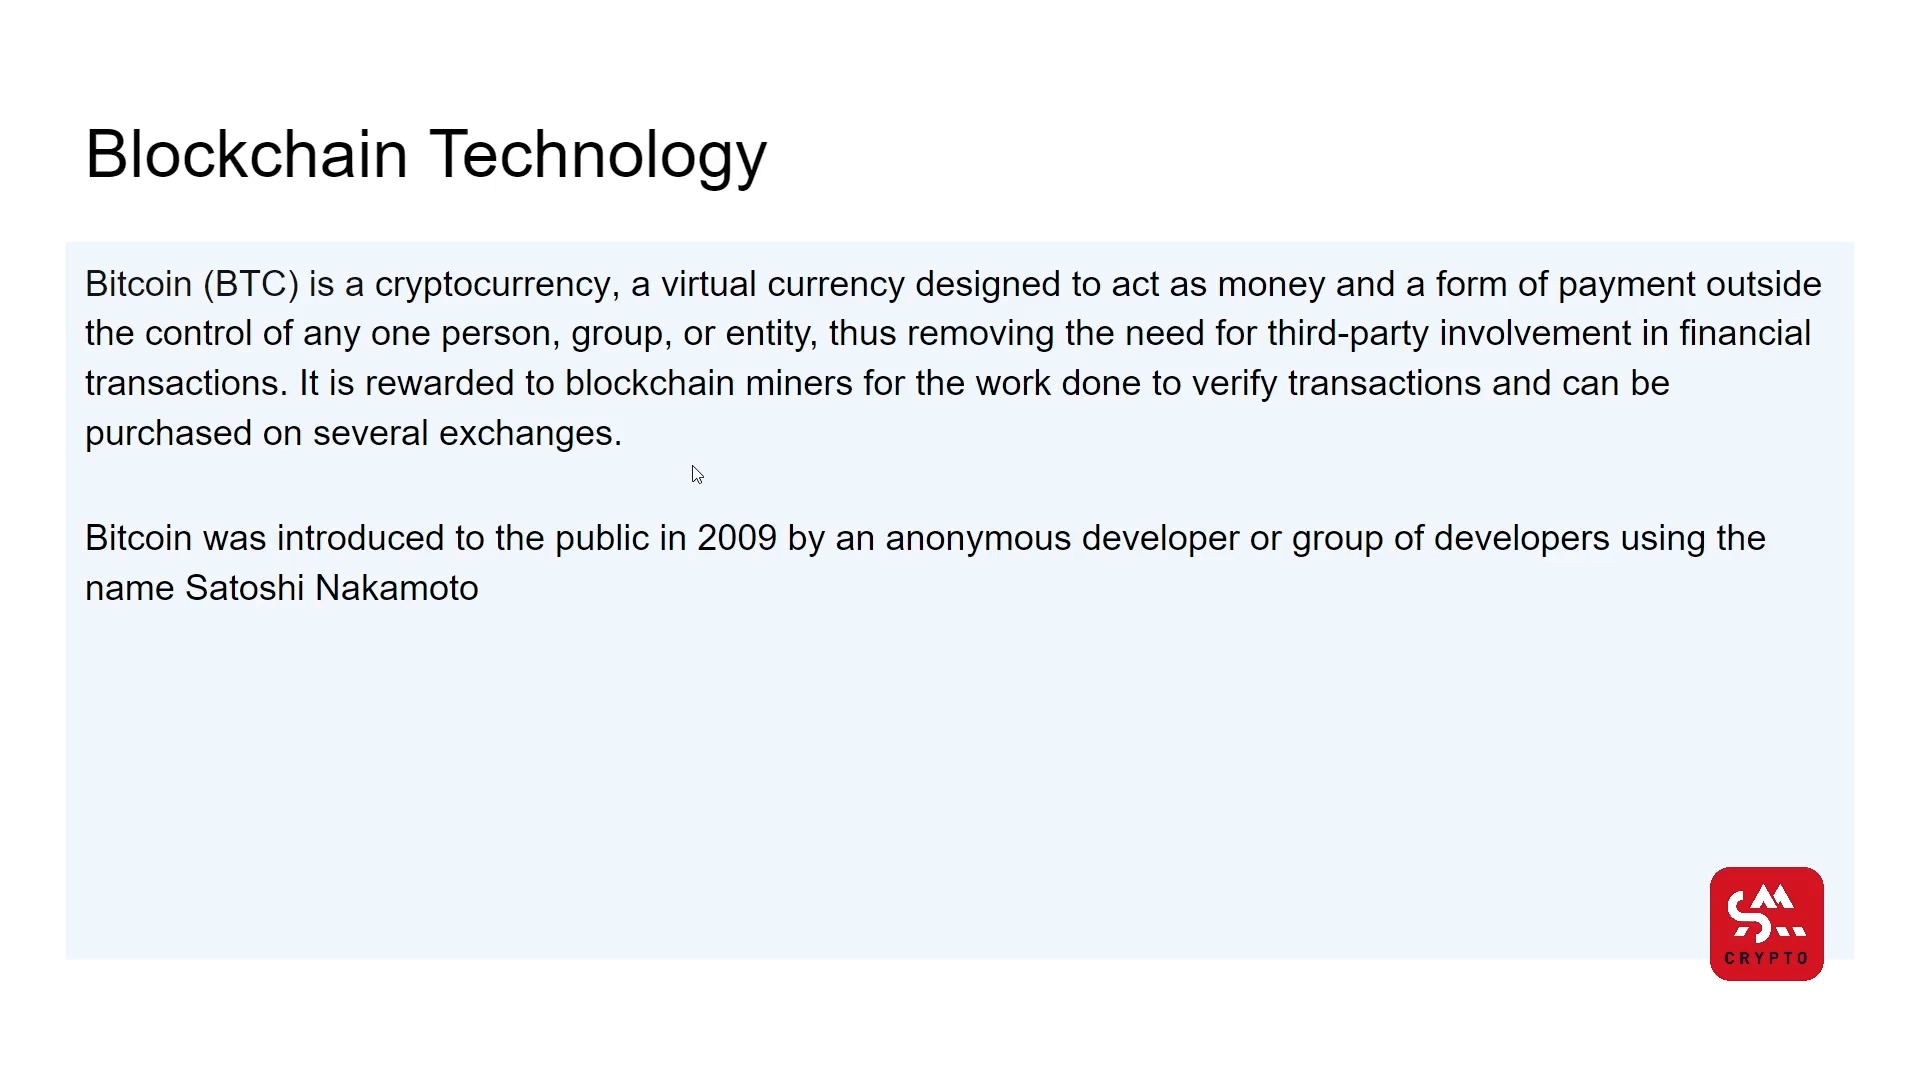 Blockchain Technology
Bitcoin (BTC) is a cryptocurrency, a virtual currency designed to act as money and a form of payment outside
the control of any one person, group, or entity, thus removing the need for third-party involvement in financial
transactions. It is rewarded to blockchain miners for the work done to verify transactions and can be
purchased on several exchanges.
Bitcoin was introduced to the public in 2009 by an anonymous developer or group of developers using the
name Satoshi Nakamoto
SM
CRYPTO